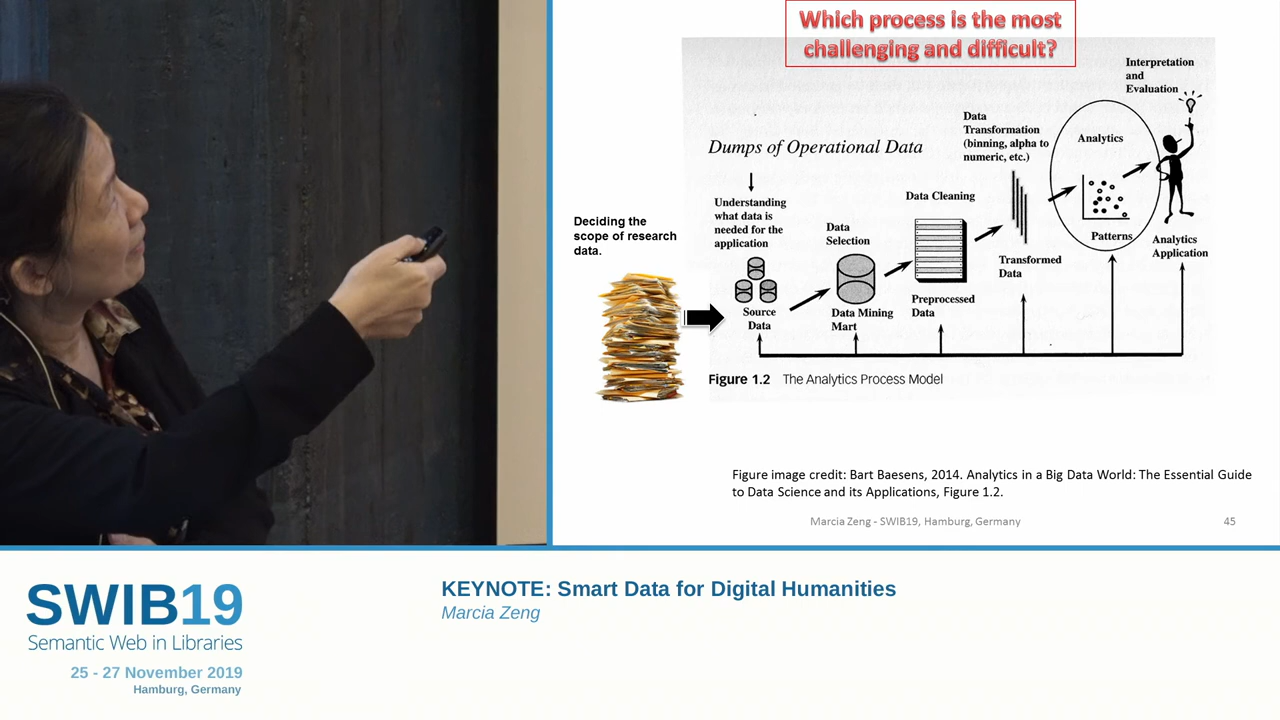 Which process is the most
challenging and difficult?
Interpretation
and
Evaluation
Data
Transformation
(binning, alpha to
numeric, etc.)
Analytics
Dumps of Operational Data
Understanding
what data is
needed for the
application
Data Cleaning
Deciding the
scope of research
data.
Data
Selection
Patterns
Analytics
Application
Transformed
Data
Preprocessed
Data
Source
Data
Data Mining
Mart
Figure 1.2 The Analytics Process Model
Figure image credit: Bart Baesens, 2014. Analytics in a Big Data World: The Essential Guide
to Data Science and its Applications, Figure 1.2.
Marcia Zeng - SWIB19, Hamburg, Germany
45
SWIB19
Semantic Web in Libraries
25 - 27 November 2019
Hamburg, Germany
KEYNOTE: Smart Data for Digital Humanities
Marcia Zeng